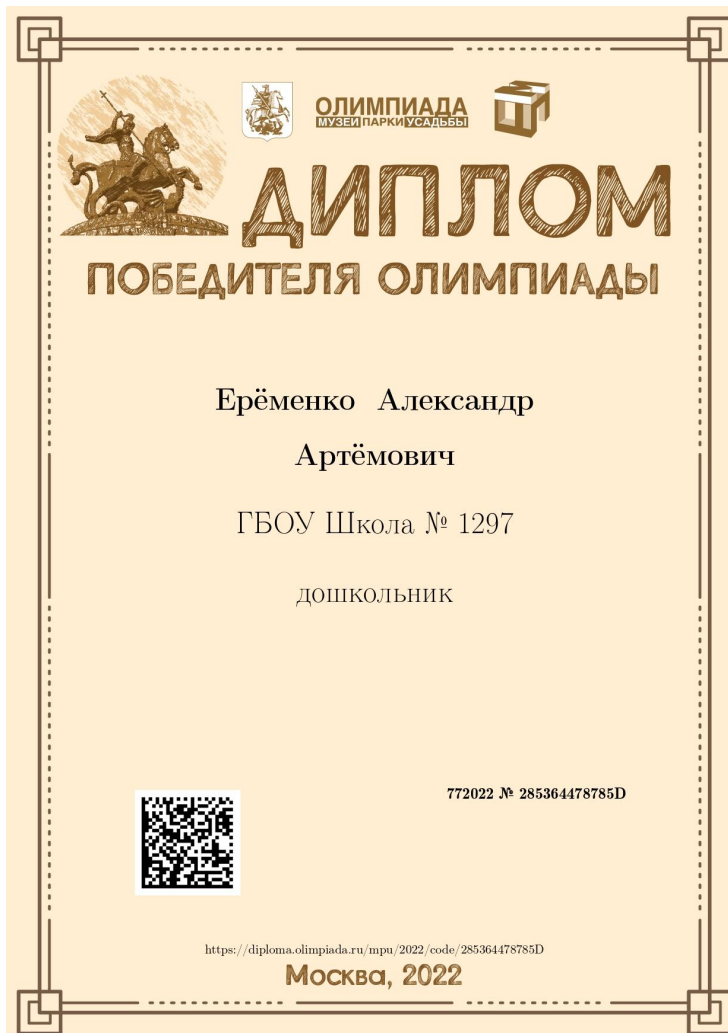 ОЛИМПИАДА
МУЗЕИ ПАРКИ УСАДЬБЫ
ДИПЛОМ
ПОБЕДИТЕЛЯ ОЛИМПИАДЫ
Ерёменко Александр
Артёмович
ГБОУ Школа № 1297
дошкольник
772022 № 285364478785D
https://diploma.olimpiada.ru/mpu/2022/code/285364478785D
Москва, 2022